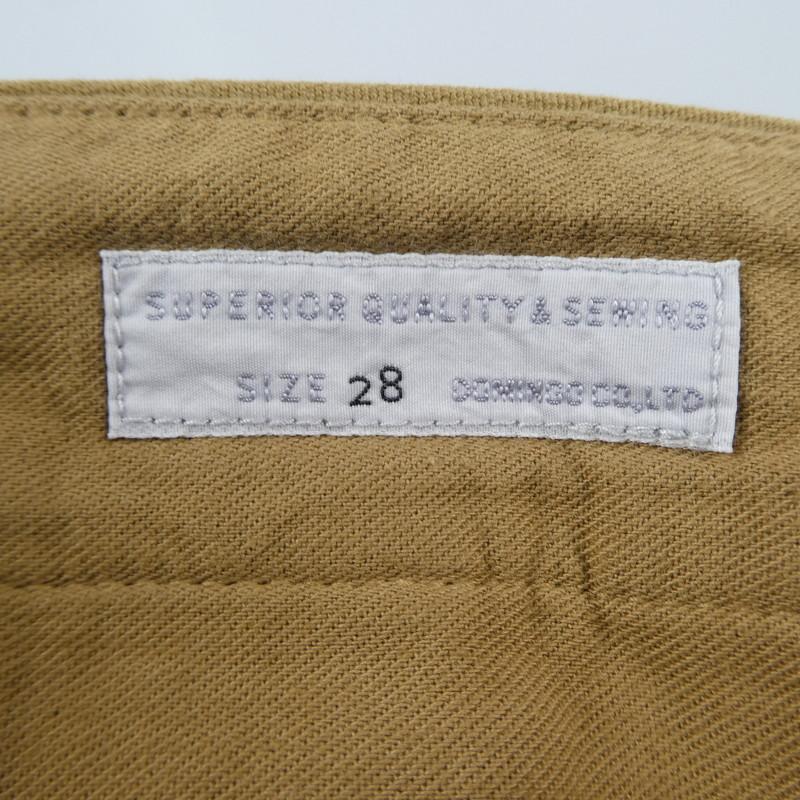 SUPERIOR QUALITY & SEWING
SIZE 28 DOMINGO CO.,LTD